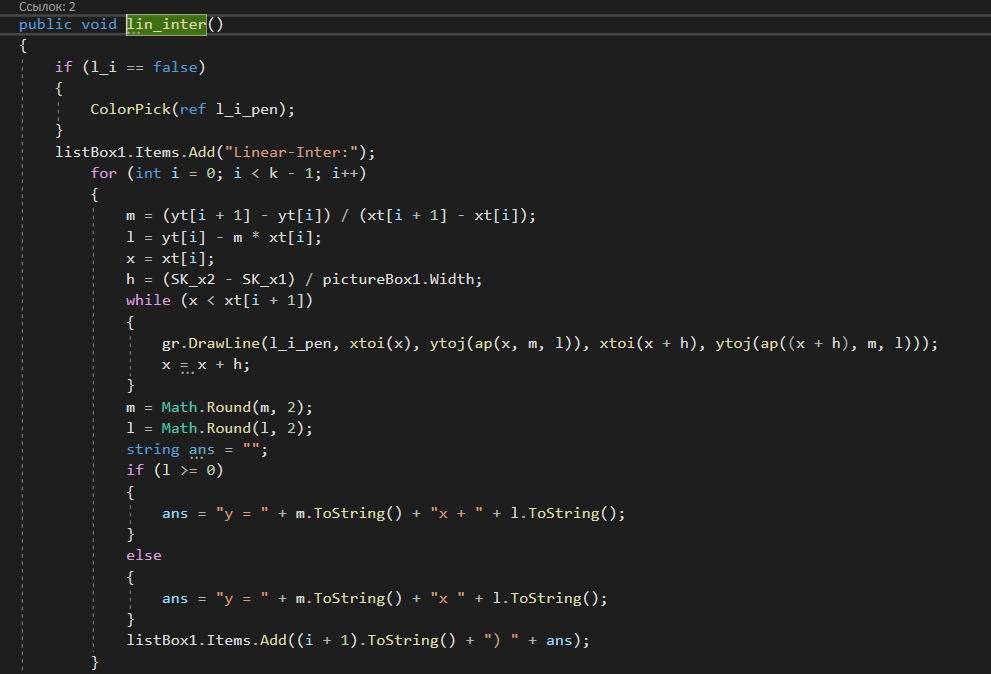 Ссылок: 2
public void lin_inter()
{
if (l_i == false)
{
ColorPick(ref l_i_pen);
}
listBox1.Items.Add("Linear-Inter:");
for (int i = 0; i < k - 1; i++)
{
m = (yt[i + 1] - yt[i]) / (xt[i + 1] - xt[i]);
l = yt[i] - m * xt[i];
x = xt[i];
h = (SK_x2 - SK_x1) / pictureBox1.Width;
while (x < xt[i + 1])
{
gr.DrawLine(l_i_pen, xtoi(x), ytoj(ap(x, m, l)), xtoi(x + h), ytoj(ap((x + h), m, l)));
x = x + h;
}
m = Math.Round(m, 2);
l = Math.Round(l, 2);
string ans = "";
if (l >= 0)
{
ans = "y = " + m.ToString() + "x + " + l.ToString();
}
else
{
ans = "y = " + m.ToString() + "x " + l.ToString();
}
listBox1.Items.Add((i + 1).ToString() + ") " + ans);
}